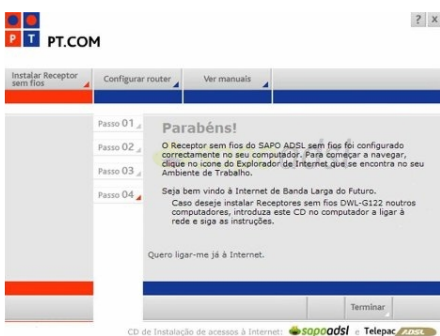 ? x
P T PT.COM
Instalar Receptor
sem fios
Configurar router
Ver manuais
Passo 01
Passo 02
Passo 03
Passo 04
Parabéns!
O Receptor sem fios do SAPO ADSL sem fios foi configurado
correctamente no seu computador. Para começar a navegar,
clique no icone do Explorador de Internet que se encontra no seu
Ambiente de Trabalho.
Seja bem vindo à Internet de Banda Larga do Futuro.
Caso deseje instalar Receptores sem fios DWL-G122 noutros
computadores, introduza este CD no computador a ligar à
rede e siga as instruções.
Quero ligar-me já à Internet.
Terminar
CD de Instalação de acessos à Internet: sapoadsl e Telepac ADSL